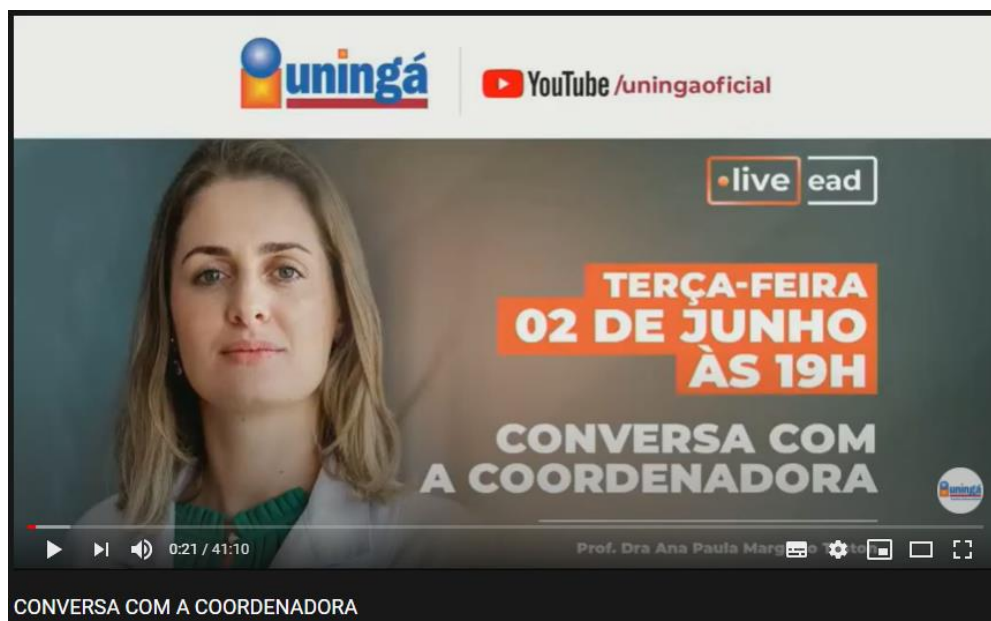 uningá
YouTube /uningaoficial
live ead
TERÇA-FEIRA
02 DE JUNHO
ÀS 19H
CONVERSA COM
A COORDENADORA
uningá
0:21 / 41:10
Prof. Dra Ana Paula
CONVERSA COM A COORDENADORA